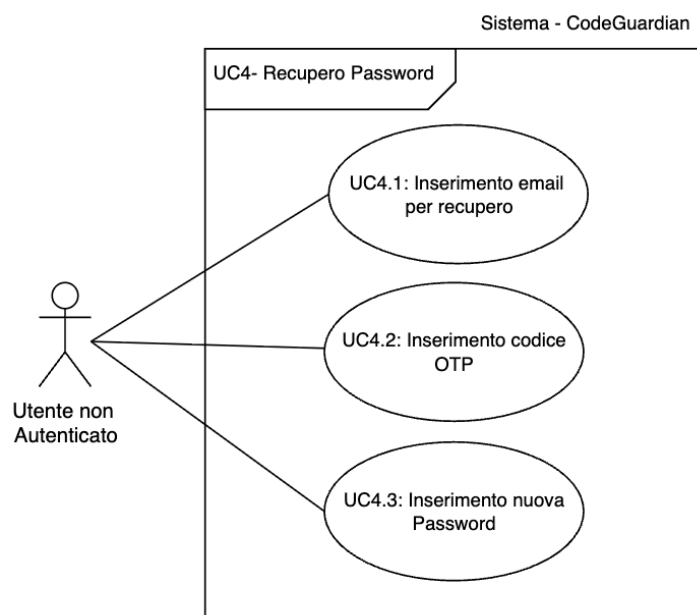 Sistema - CodeGuardian
UC4- Recupero Password
UC4.1: Inserimento email
per recupero
UC4.2: Inserimento codice
OTP
Utente non
Autenticato
UC4.3: Inserimento nuova
Password